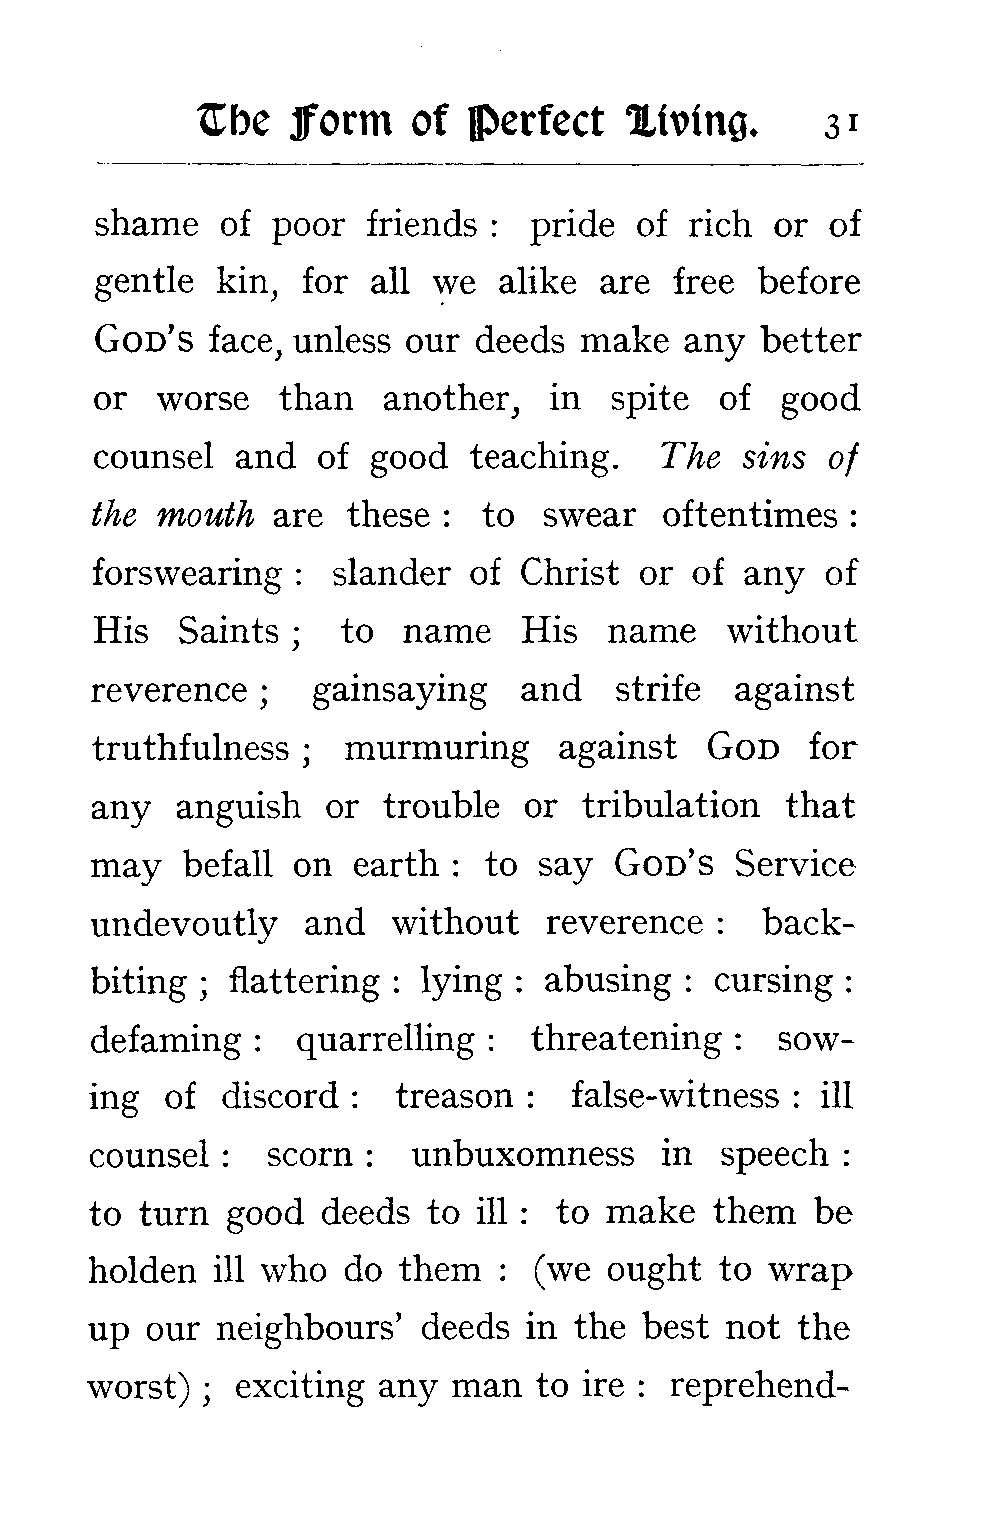 The Form of Perfect Living. 31
shame of poor friends : pride of rich or of
gentle kin, for all we alike are free before
GOD'S face, unless our deeds make any better
or worse than another, in spite of good
counsel and of good teaching. The sins of
the mouth are these : to swear oftentimes :
forswearing : slander of Christ or of any of
His Saints ; to name His name without
reverence ; gainsaying and strife against
truthfulness ; murmuring against GOD for
any anguish or trouble or tribulation that
may befall on earth : to say GOD'S Service
undevoutly and without reverence : back-
biting ; flattering : lying : abusing : cursing :
defaming : quarrelling : threatening : sow-
ing of discord : treason : false-witness : ill
counsel : scorn : unbuxomness in speech :
to turn good deeds to ill : to make them be
holden ill who do them : (we ought to wrap
up our neighbours' deeds in the best not the
worst) ; exciting any man to ire : reprehend-